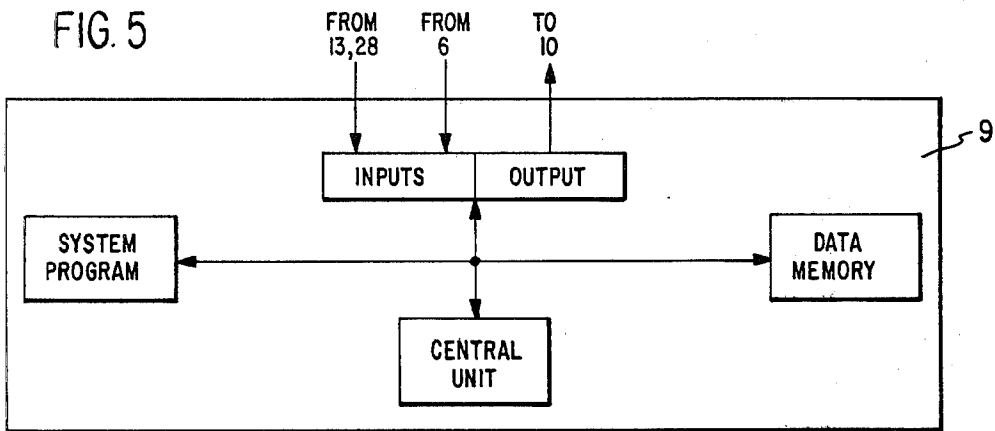 FIG. 5
FROM
13,28
FROM
6
TO
10
9
INPUTS
OUTPUT
SYSTEM
PROGRAM
DATA
MEMORY
CENTRAL
UNIT